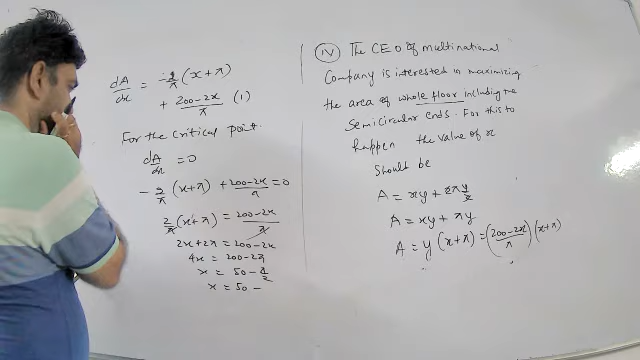 dA/dx = -2/π (x + π)
+ 200-2x/π (1)
For the critical point.
dA/dx = 0
- 2/π (x+π) + 200-2x/π = 0
2/π (x+π) = 200-2x/π
2x+2π = 200-2x
4x = 200-2π
x = 50 - π/2
x = 50 -
(iv) The CEO of multinational
Company is interested in maximizing
the area of whole floor including the
Semicircular ends. For this to
happen the value of x
Should be
A = xy + 2π y/2
A = xy + πy
A = y (x+π) = (200-2x/π) (x+π)